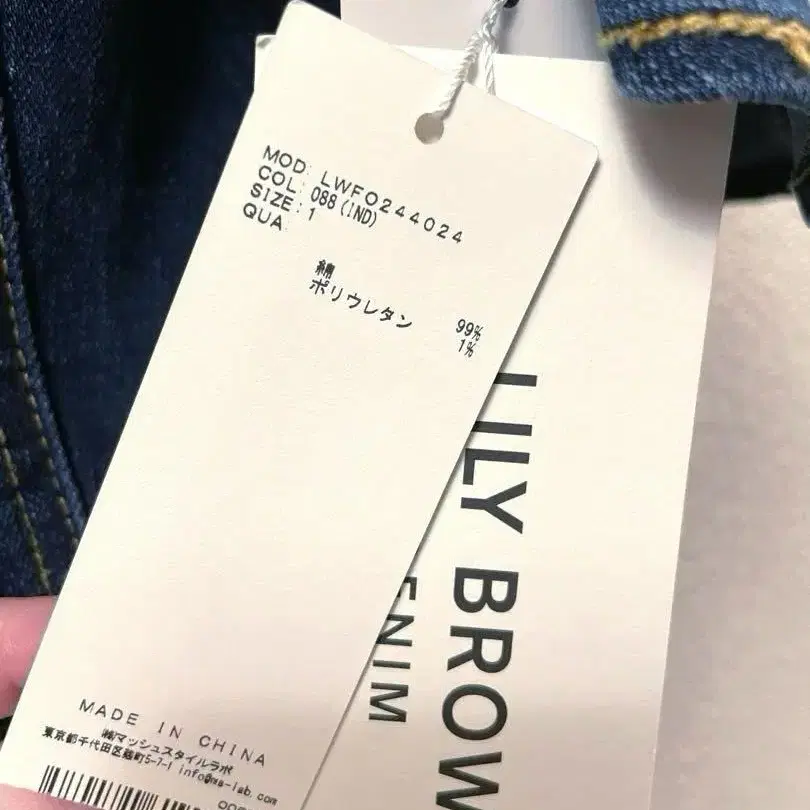 MOD: LWFO244024
COL: 088(IND)
SIZE: 1
QUA
綿 99%
ポリウレタン 1%
MADE IN CHINA
㈱マッシュスタイルラボ
東京都千代田区麹町5-7-1 info@ma-lab.com
LILY BROW
ENIM